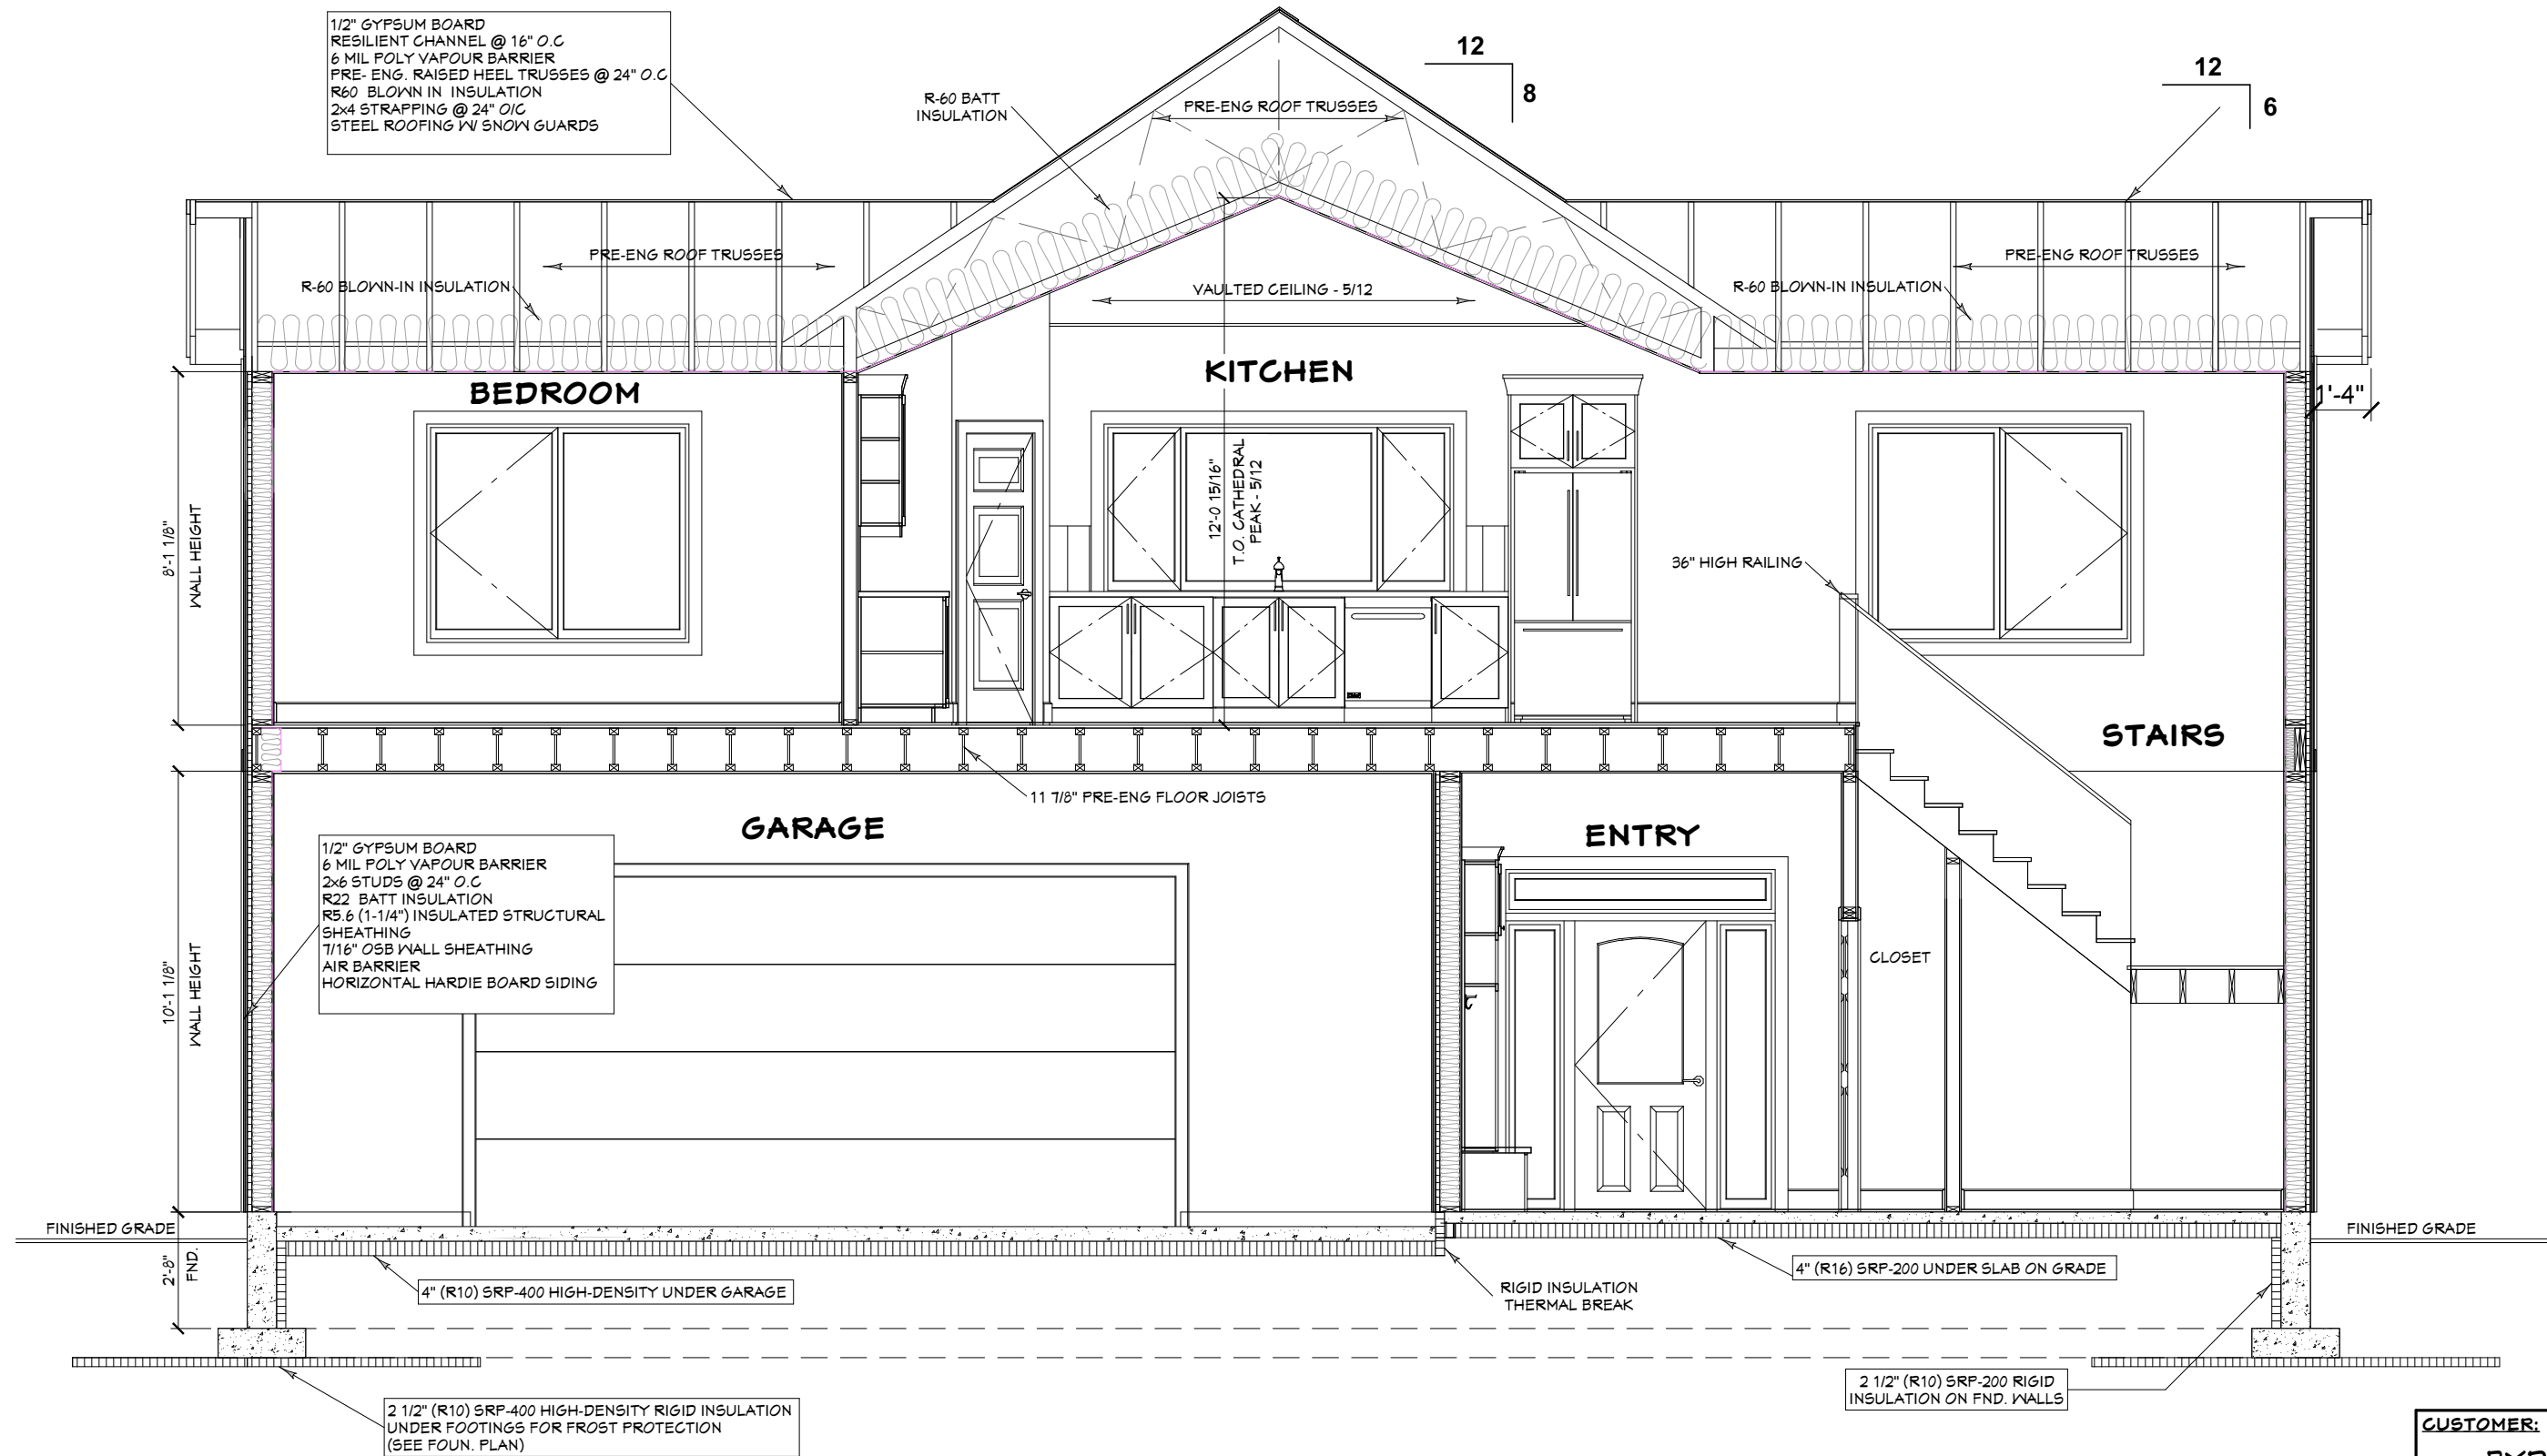 1/2" GYPSUM BOARD
RESILIENT CHANNEL @ 16" O.C
6 MIL POLY VAPOUR BARRIER
PRE- ENG. RAISED HEEL TRUSSES @ 24" O.C
R60 BLOWN IN INSULATION
2x4 STRAPPING @ 24" O/C
STEEL ROOFING W/ SNOW GUARDS
R-60 BATT
INSULATION
PRE-ENG ROOF TRUSSES
12
8
12
6
PRE-ENG ROOF TRUSSES
R-60 BLOWN-IN INSULATION
VAULTED CEILING - 5/12
PRE-ENG ROOF TRUSSES
R-60 BLOWN-IN INSULATION
BEDROOM
KITCHEN
1'-4"
8'-1 1/8"
WALL HEIGHT
12'-0 15/16"
T.O. CATHEDRAL
PEAK - 5/12
36" HIGH RAILING
STAIRS
11 7/8" PRE-ENG FLOOR JOISTS
GARAGE
ENTRY
1/2" GYPSUM BOARD
6 MIL POLY VAPOUR BARRIER
2x6 STUDS @ 24" O.C
R22 BATT INSULATION
R5.6 (1-1/4") INSULATED STRUCTURAL
SHEATHING
7/16" OSB WALL SHEATHING
AIR BARRIER
HORIZONTAL HARDIE BOARD SIDING
10'-1 1/8"
WALL HEIGHT
CLOSET
FINISHED GRADE
2'-8"
FND.
FINISHED GRADE
4" (R10) SRP-400 HIGH-DENSITY UNDER GARAGE
RIGID INSULATION
THERMAL BREAK
4" (R16) SRP-200 UNDER SLAB ON GRADE
2 1/2" (R10) SRP-400 HIGH-DENSITY RIGID INSULATION
UNDER FOOTINGS FOR FROST PROTECTION
(SEE FOUN. PLAN)
2 1/2" (R10) SRP-200 RIGID
INSULATION ON FND. WALLS
CUSTOMER: